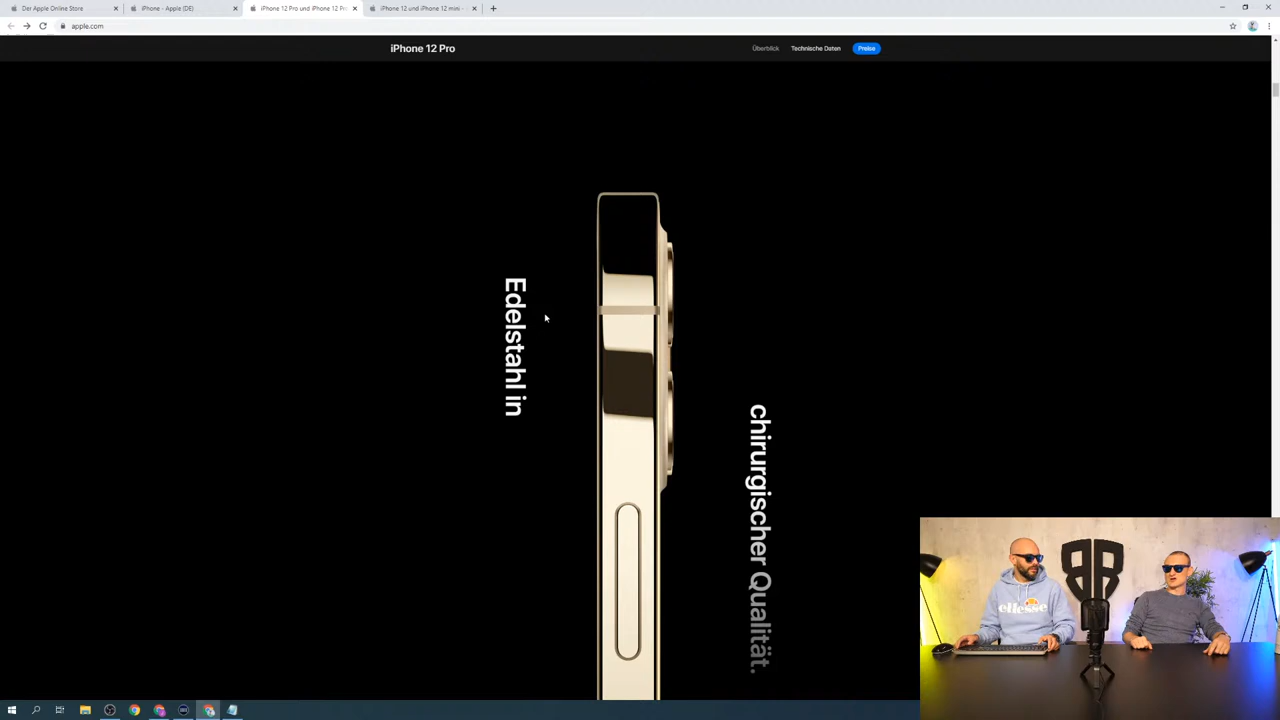 Der Apple Online Store
iPhone - Apple (DE)
iPhone 12 Pro und iPhone 12 Pr
iPhone 12 und iPhone 12 mini -
apple.com
iPhone 12 Pro
Überblick
Technische Daten
Preise
Edelstahl in
chirurgischer Qualität.
ellesse